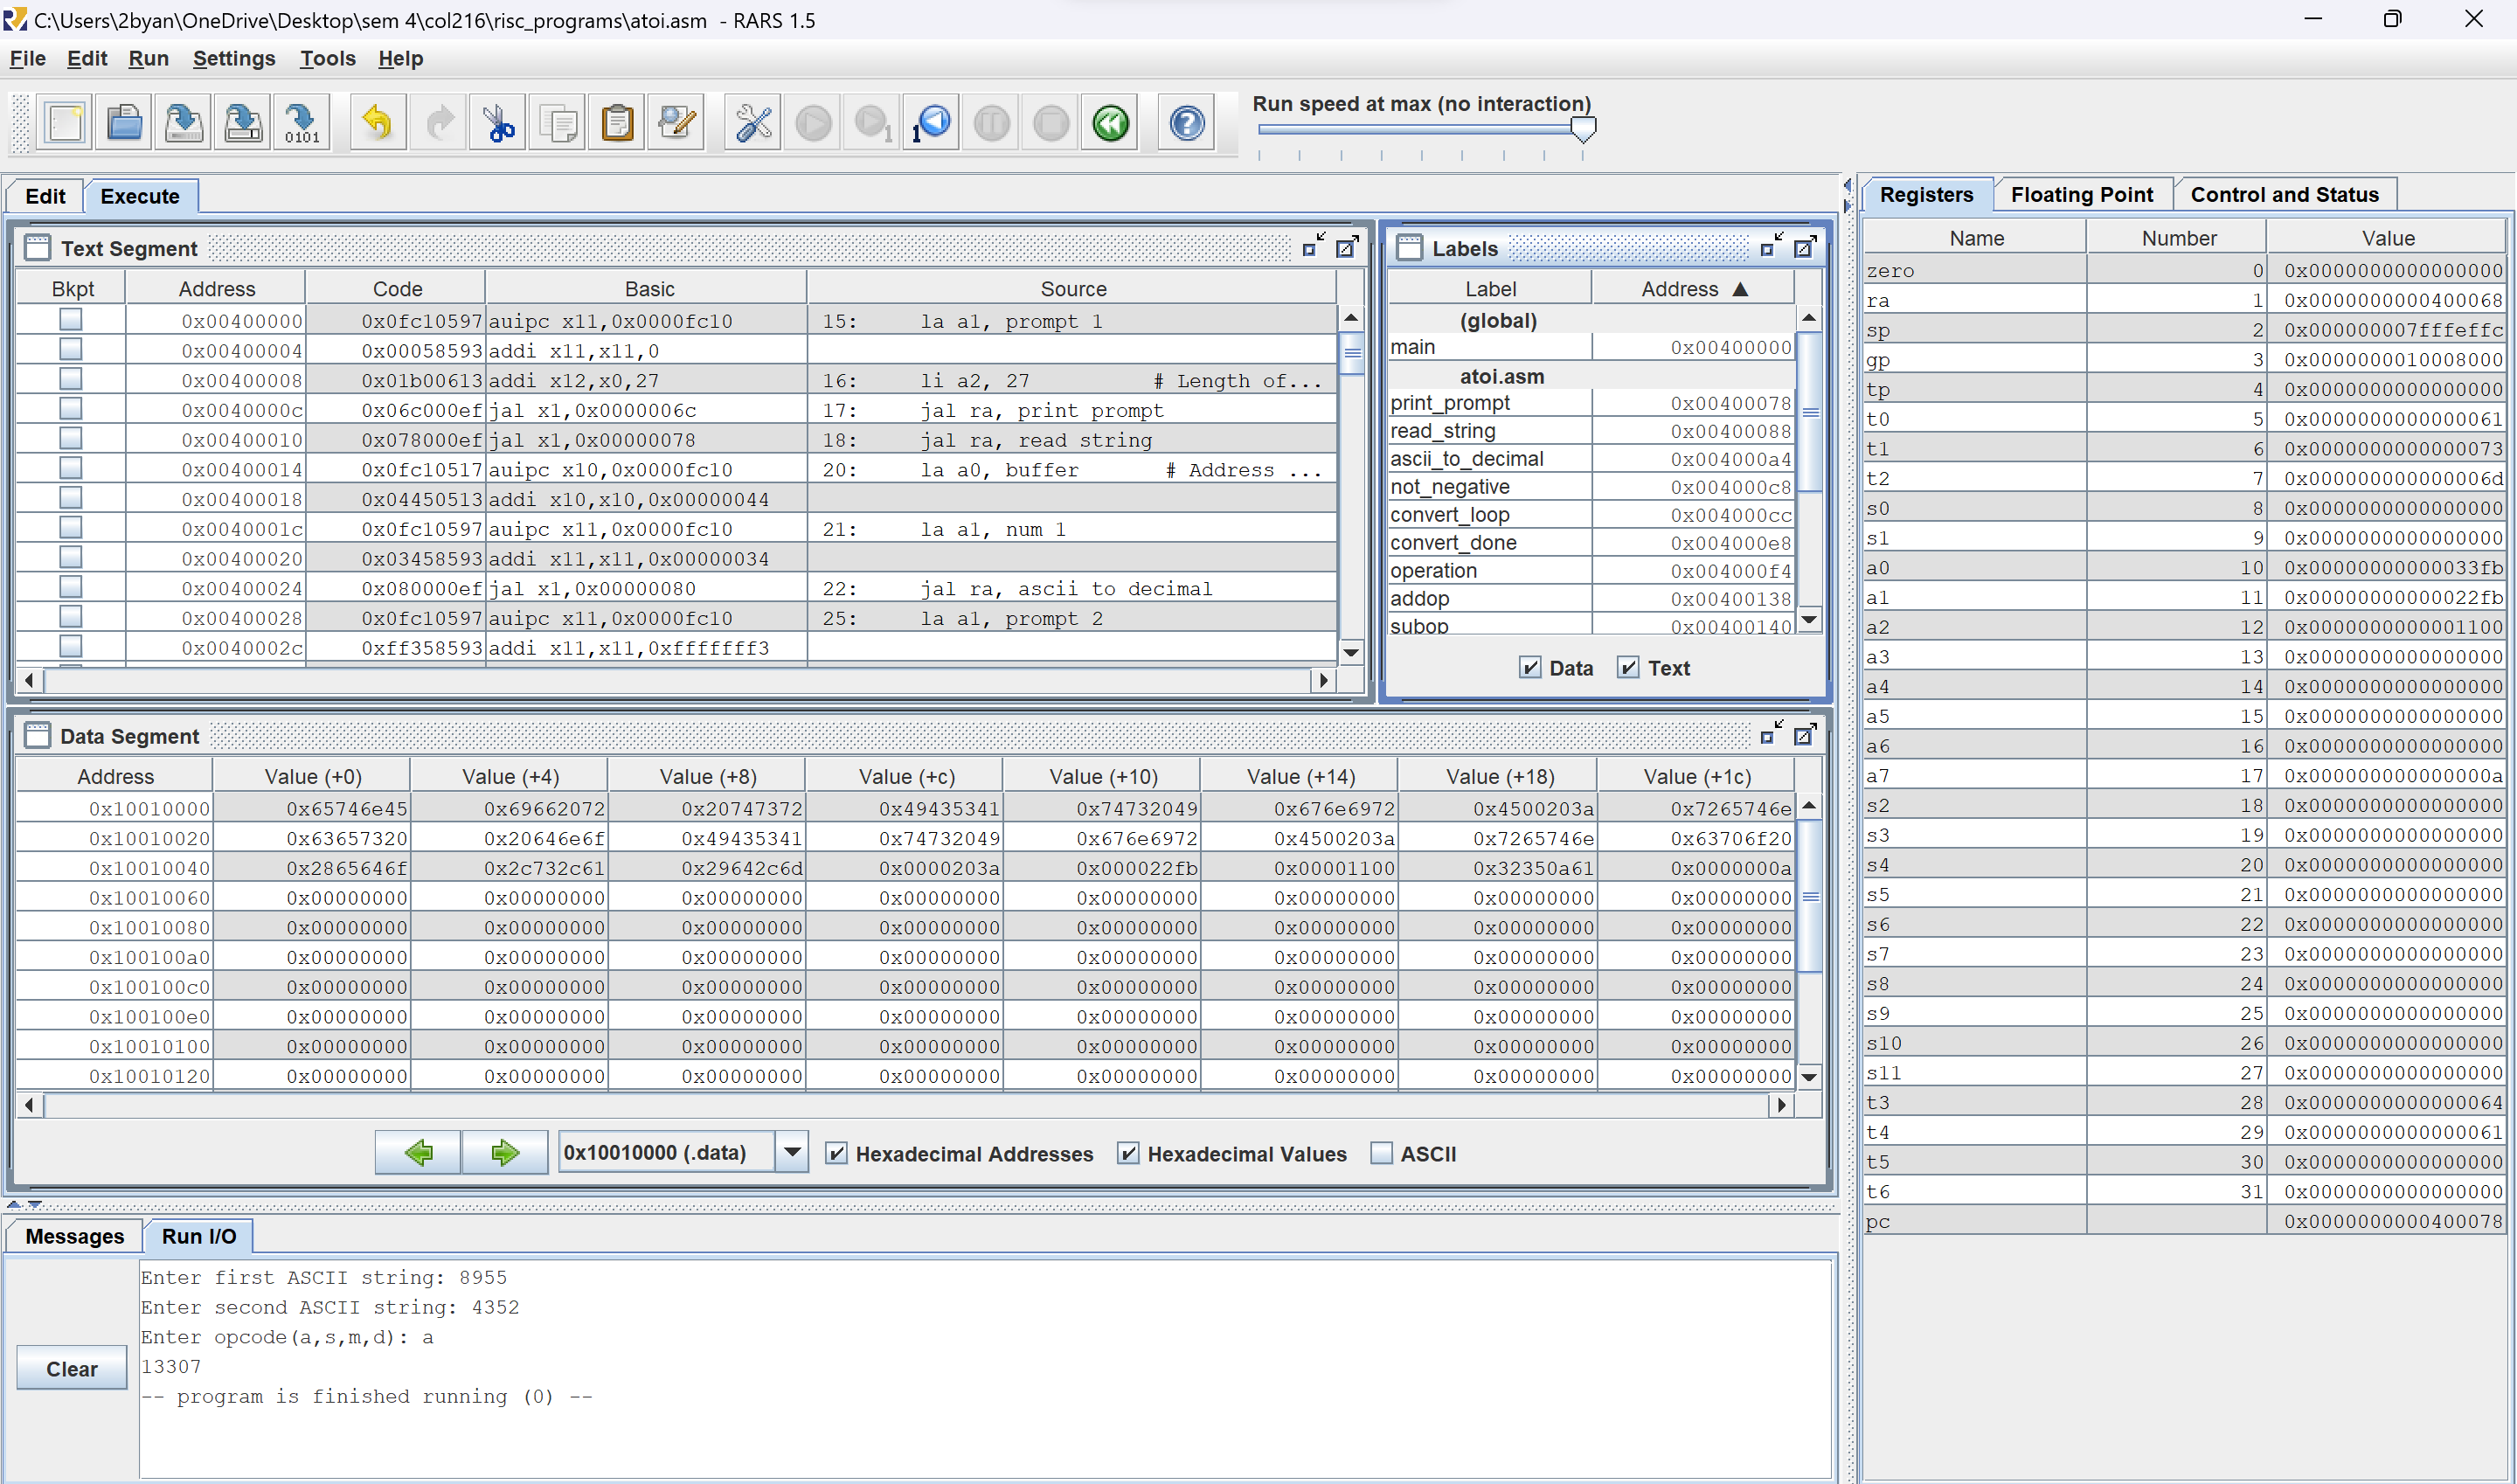 C:\Users\2byan\OneDrive\Desktop\sem 4\col216\risc_programs\atoi.asm - RARS 1.5
File Edit Run Settings Tools Help
Run speed at max (no interaction)
0101 1 1
Edit Execute
Text Segment
Bkpt Address Code Basic Source
0x00400000 0x0fc10597 auipc x11,0x0000fc10 15: la a1, prompt 1
0x00400004 0x00058593 addi x11,x11,0
0x00400008 0x01b00613 addi x12,x0,27 16: li a2, 27 # Length of...
0x0040000c 0x06c000ef jal x1,0x0000006c 17: jal ra, print prompt
0x00400010 0x078000ef jal x1,0x00000078 18: jal ra, read string
0x00400014 0x0fc10517 auipc x10,0x0000fc10 20: la a0, buffer # Address ...
0x00400018 0x04450513 addi x10,x10,0x00000044
0x0040001c 0x0fc10597 auipc x11,0x0000fc10 21: la a1, num 1
0x00400020 0x03458593 addi x11,x11,0x00000034
0x00400024 0x080000ef jal x1,0x00000080 22: jal ra, ascii to decimal
0x00400028 0x0fc10597 auipc x11,0x0000fc10 25: la a1, prompt 2
0x0040002c 0xff358593 addi x11,x11,0xfffffff3
Labels
Label Address ▲
(global)
main 0x00400000
atoi.asm
print_prompt 0x00400078
read_string 0x00400088
ascii_to_decimal 0x004000a4
not_negative 0x004000c8
convert_loop 0x004000cc
convert_done 0x004000e8
operation 0x004000f4
addop 0x00400138
subop 0x00400140
Data Text
Data Segment
Address Value (+0) Value (+4) Value (+8) Value (+c) Value (+10) Value (+14) Value (+18) Value (+1c)
0x10010000 0x65746e45 0x69662072 0x20747372 0x49435341 0x74732049 0x676e6972 0x4500203a 0x7265746e
0x10010020 0x63657320 0x20646e6f 0x49435341 0x74732049 0x676e6972 0x4500203a 0x7265746e 0x63706f20
0x10010040 0x2865646f 0x2c732c61 0x29642c6d 0x0000203a 0x000022fb 0x00001100 0x32350a61 0x0000000a
0x10010060 0x00000000 0x00000000 0x00000000 0x00000000 0x00000000 0x00000000 0x00000000 0x00000000
0x10010080 0x00000000 0x00000000 0x00000000 0x00000000 0x00000000 0x00000000 0x00000000 0x00000000
0x100100a0 0x00000000 0x00000000 0x00000000 0x00000000 0x00000000 0x00000000 0x00000000 0x00000000
0x100100c0 0x00000000 0x00000000 0x00000000 0x00000000 0x00000000 0x00000000 0x00000000 0x00000000
0x100100e0 0x00000000 0x00000000 0x00000000 0x00000000 0x00000000 0x00000000 0x00000000 0x00000000
0x10010100 0x00000000 0x00000000 0x00000000 0x00000000 0x00000000 0x00000000 0x00000000 0x00000000
0x10010120 0x00000000 0x00000000 0x00000000 0x00000000 0x00000000 0x00000000 0x00000000 0x00000000
0x10010000 (.data) Hexadecimal Addresses Hexadecimal Values ASCII
Messages Run I/O
Clear
Enter first ASCII string: 8955
Enter second ASCII string: 4352
Enter opcode(a,s,m,d): a
13307
-- program is finished running (0) --
Registers Floating Point Control and Status
Name Number Value
zero 0 0x0000000000000000
ra 1 0x0000000000400068
sp 2 0x000000007fffeffc
gp 3 0x0000000010008000
tp 4 0x0000000000000000
t0 5 0x0000000000000061
t1 6 0x0000000000000073
t2 7 0x000000000000006d
s0 8 0x0000000000000000
s1 9 0x0000000000000000
a0 10 0x00000000000033fb
a1 11 0x00000000000022fb
a2 12 0x0000000000001100
a3 13 0x0000000000000000
a4 14 0x0000000000000000
a5 15 0x0000000000000000
a6 16 0x0000000000000000
a7 17 0x000000000000000a
s2 18 0x0000000000000000
s3 19 0x0000000000000000
s4 20 0x0000000000000000
s5 21 0x0000000000000000
s6 22 0x0000000000000000
s7 23 0x0000000000000000
s8 24 0x0000000000000000
s9 25 0x0000000000000000
s10 26 0x0000000000000000
s11 27 0x0000000000000000
t3 28 0x0000000000000064
t4 29 0x0000000000000061
t5 30 0x0000000000000000
t6 31 0x0000000000000000
pc 0x0000000000400078